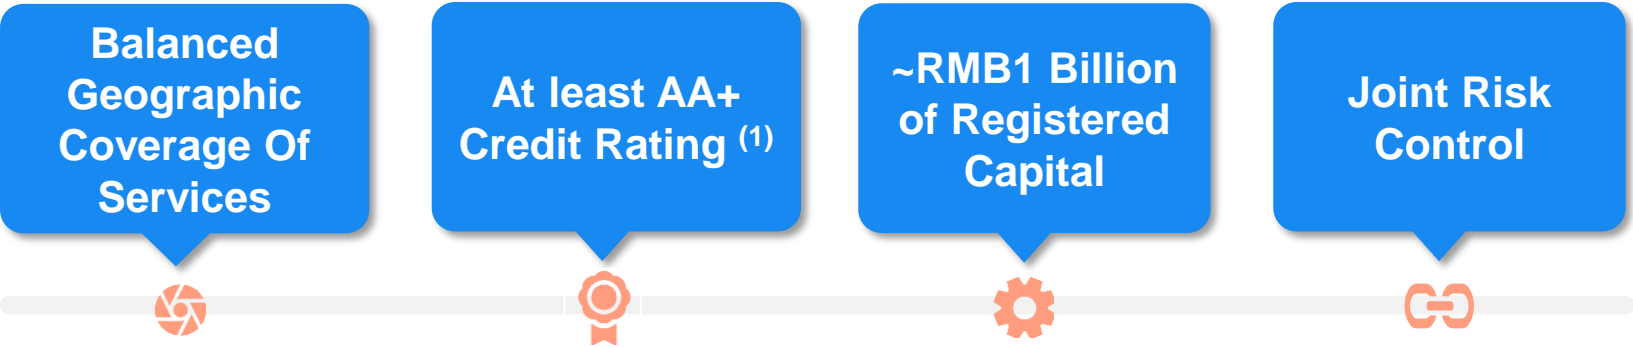 Balanced
Geographic
Coverage Of
Services
At least AA+
Credit Rating (1)
~RMB1 Billion
of Registered
Capital
Joint Risk
Control